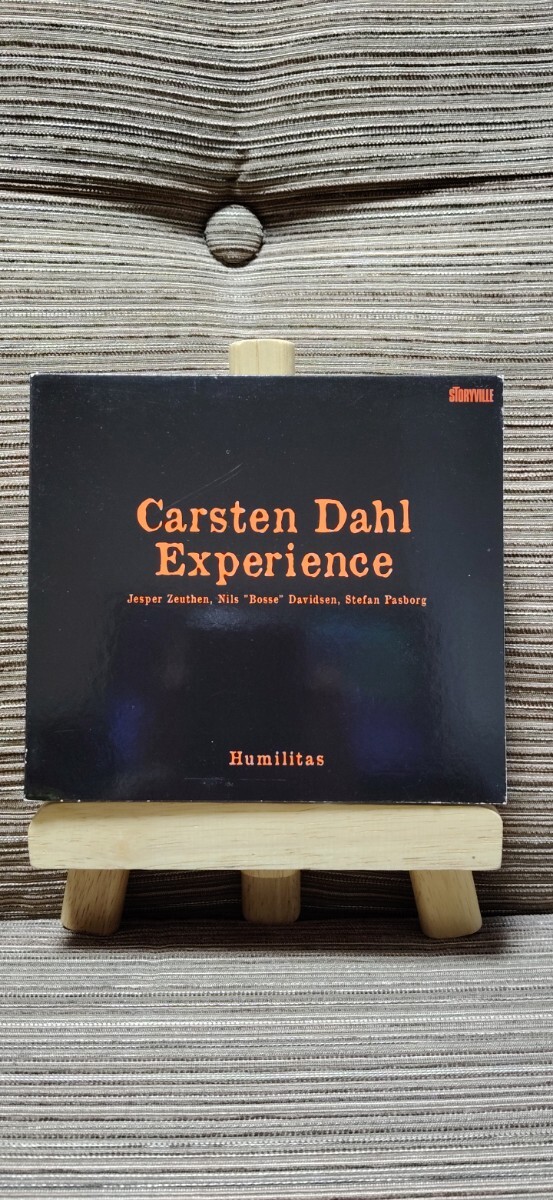 STORYVILLE
Carsten Dahl
Experience
Jesper Zeuthen, Nils "Bosse" Davidsen, Stefan Pasborg
Humilitas